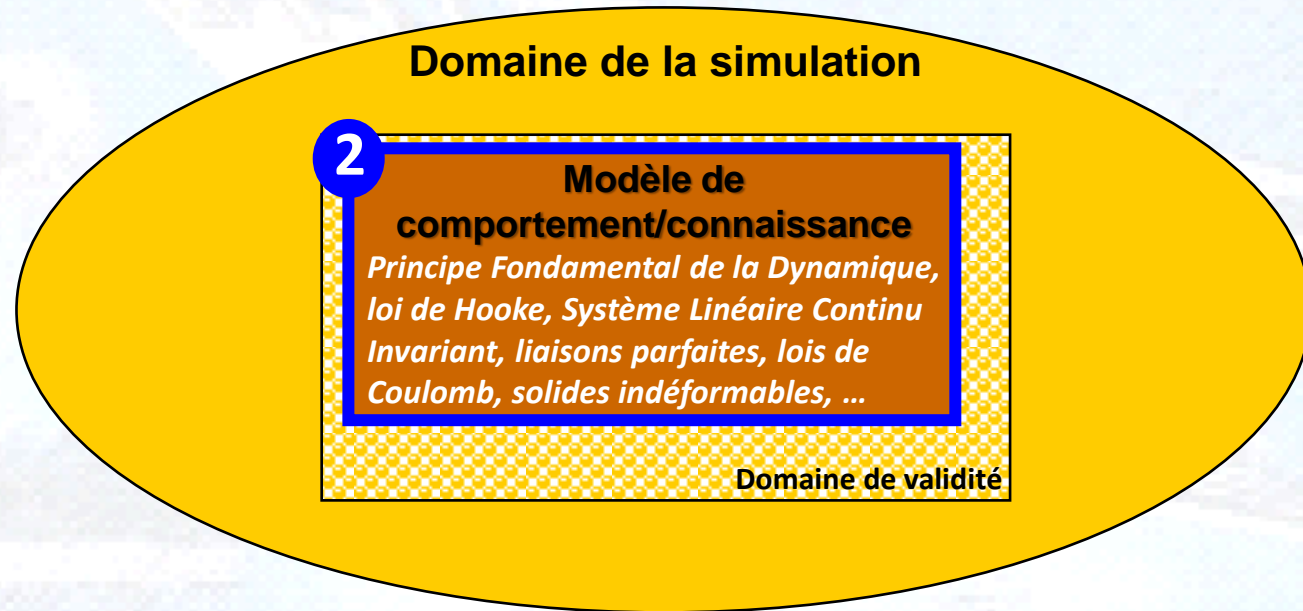 Domaine de la simulation
2
Modèle de
comportement/connaissance
Principe Fondamental de la Dynamique,
loi de Hooke, Système Linéaire Continu
Invariant, liaisons parfaites, lois de
Coulomb, solides indéformables, …
Domaine de validité